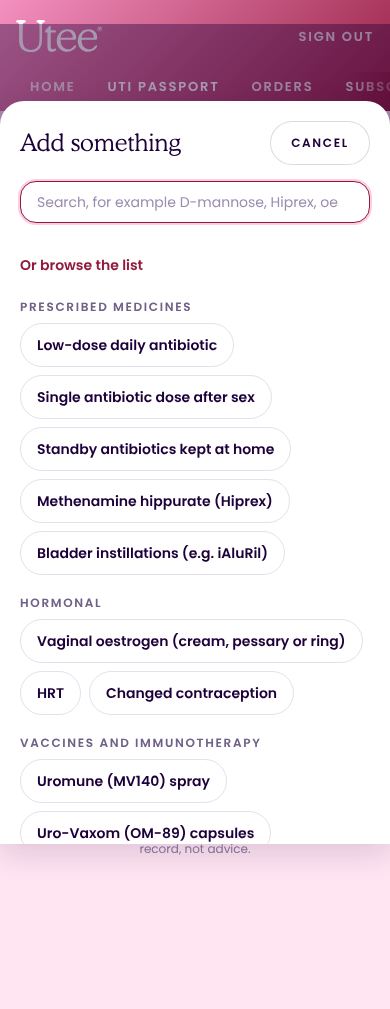 Utee®
SIGN OUT
HOME UTI PASSPORT ORDERS
Add something
CANCEL
Search, for example D-mannose, Hiprex, oe
Or browse the list
PRESCRIBED MEDICINES
Low-dose daily antibiotic
Single antibiotic dose after sex
Standby antibiotics kept at home
Methenamine hippurate (Hiprex)
Bladder instillations (e.g. iAluRil)
HORMONAL
Vaginal oestrogen (cream, pessary or ring)
HRT Changed contraception
VACCINES AND IMMUNOTHERAPY
Uromune (MV140) spray
Uro-Vaxom (OM-89) capsules
record, not advice.